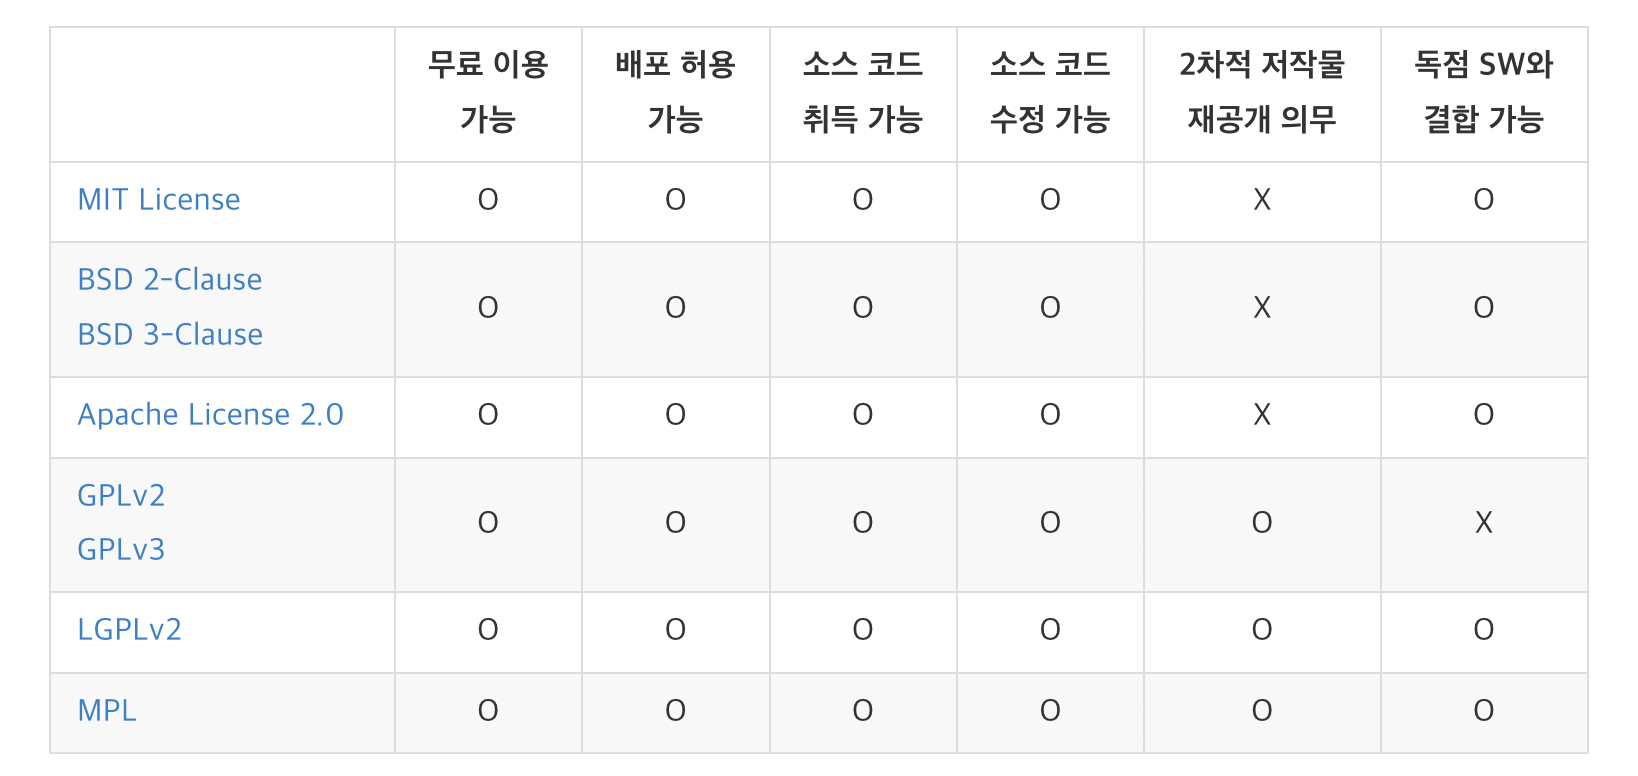 무료 이용 배포 허용 소스 코드 소스 코드 2차적 저작물 독점 SW와
가능 가능 취득 가능 수정 가능 재공개 의무 결합 가능
MIT License O O O O X O
BSD 2-Clause
BSD 3-Clause
O O O O X O
Apache License 2.0 O O O O X O
GPLv2
GPLv3
O O O O O X
LGPLv2 O O O O O O
MPL O O O O O O